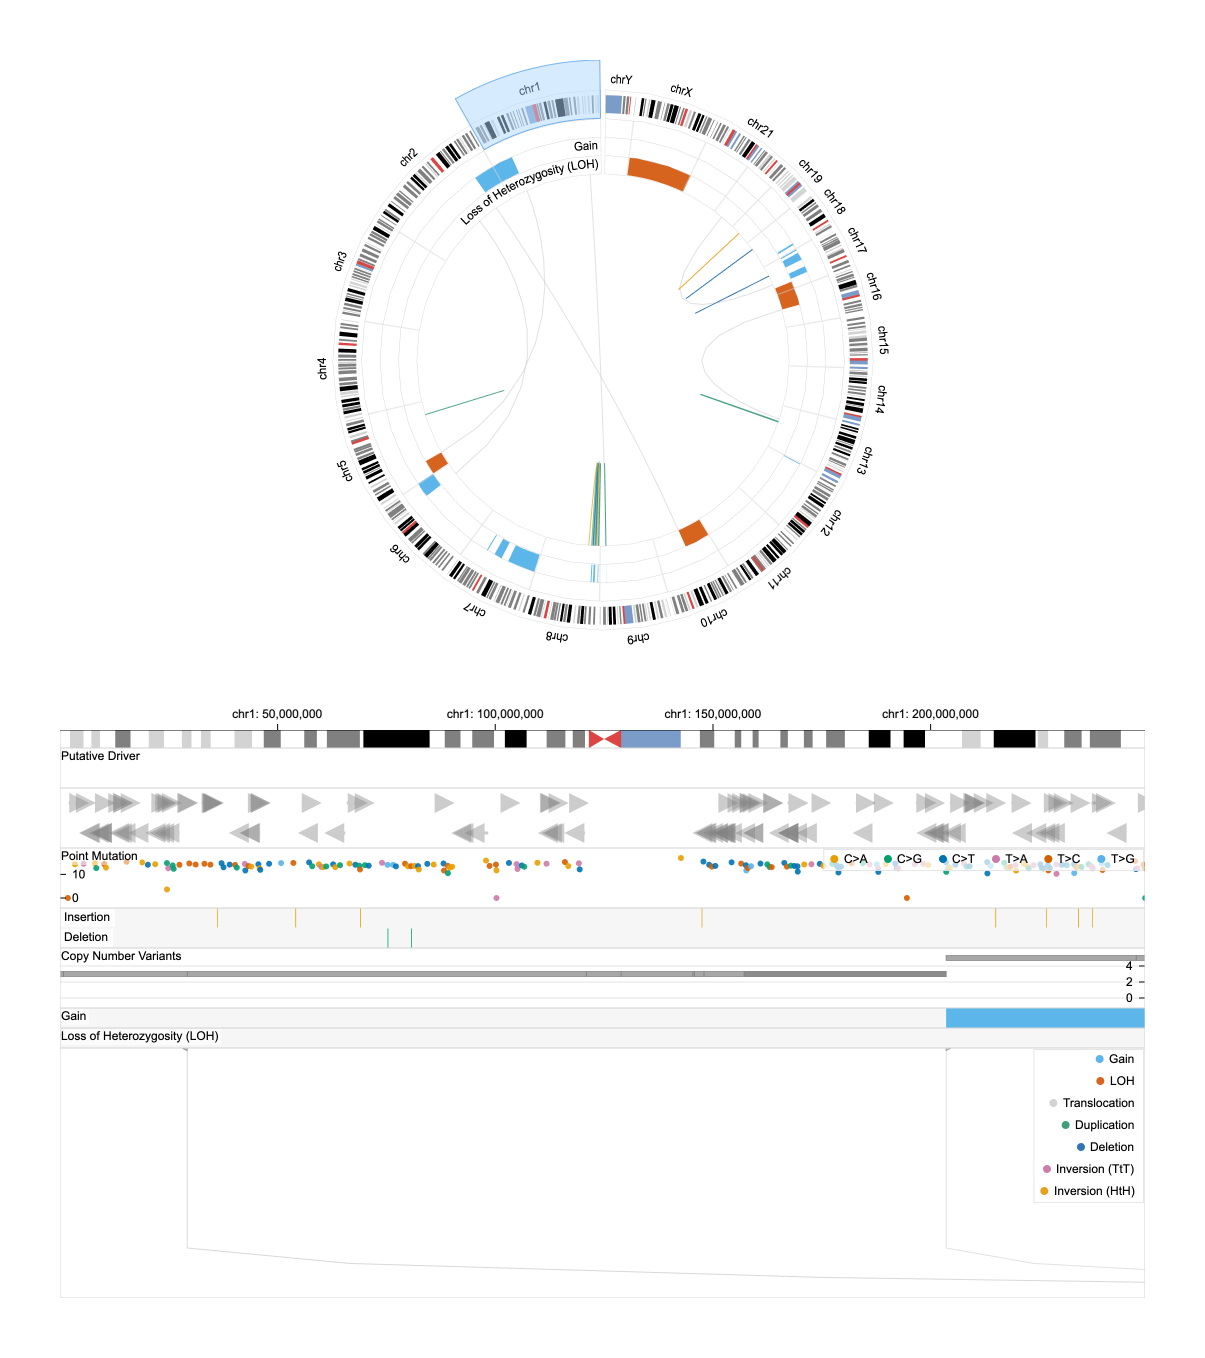 chrY
chrX
chr21
chr19
chr18
chr17
chr16
chr15
chr14
chr13
chr12
chr11
chr10
chr9
chr8
chr7
chr6
chr5
chr4
chr3
chr2
chr1
Gain
Loss of Heterozygosity (LOH)
chr1: 50,000,000 chr1: 100,000,000 chr1: 150,000,000 chr1: 200,000,000
Putative Driver
Point Mutation C>A C>G C>T T>A T>C T>G
10
0
Insertion
Deletion
Copy Number Variants
4
2
0
Gain
Loss of Heterozygosity (LOH)
Gain
LOH
Translocation
Duplication
Deletion
Inversion (TtT)
Inversion (HtH)